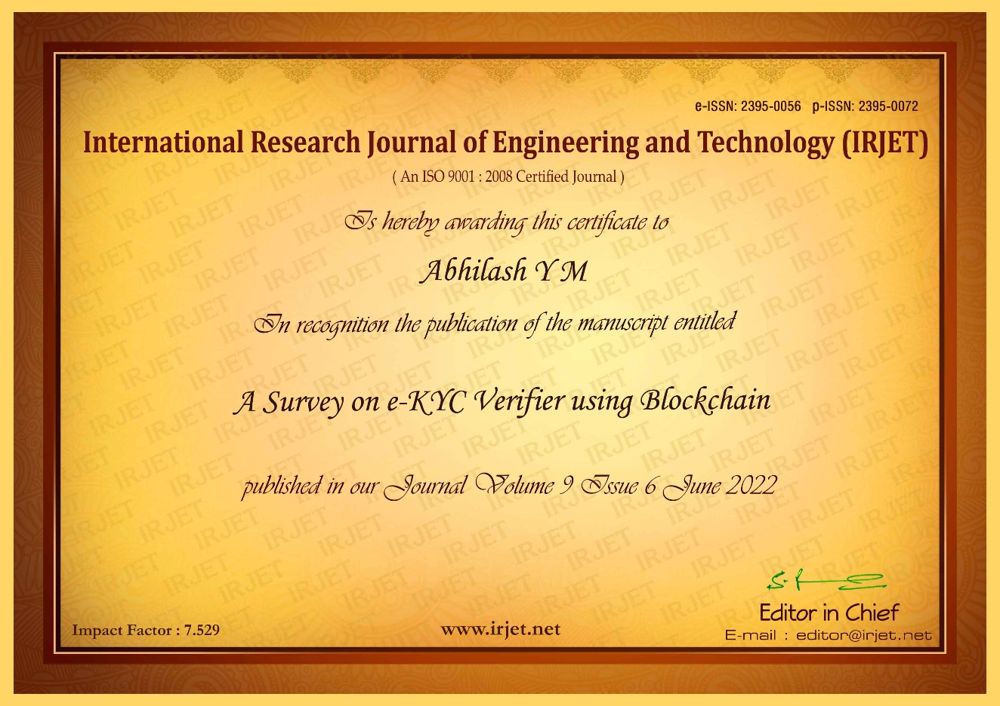 e-ISSN: 2395-0056 p-ISSN: 2395-0072
International Research Journal of Engineering and Technology (IRJET)
( An ISO 9001 : 2008 Certified Journal )
Is hereby awarding this certificate to
Abhilash Y M
In recognition the publication of the manuscript entitled
A Survey on e-KYC Verifier using Blockchain
published in our Journal Volume 9 Issue 6 June 2022
Editor in Chief
Impact Factor : 7.529
www.irjet.net
E-mail : editor@irjet.net